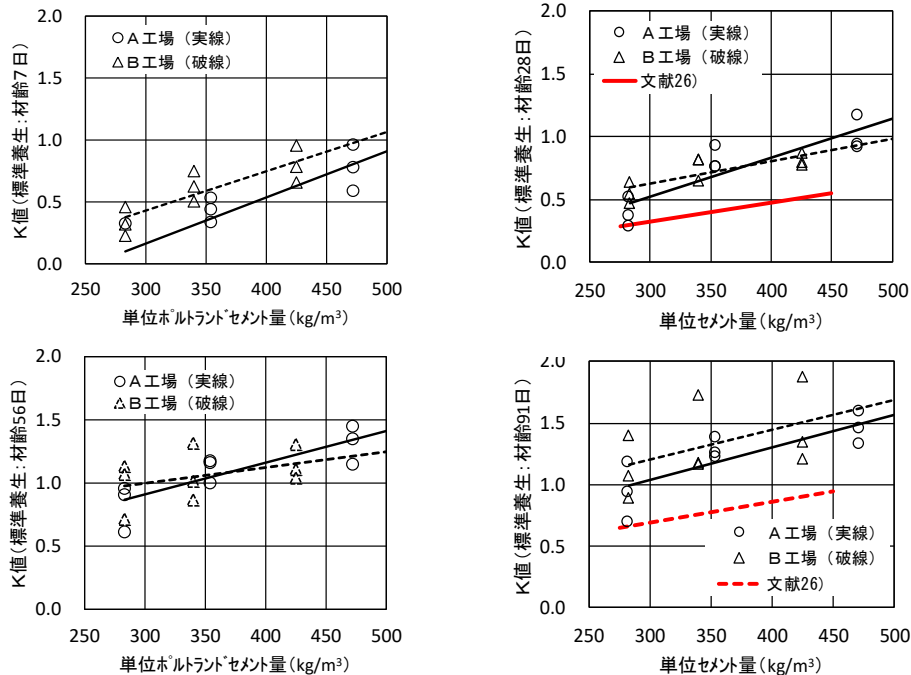 2.0
1.5
1.0
0.5
0.0
K値(標準養生:材齢7日)
○A工場(実線)
△B工場(破線)
250 300 350 400 450 500
単位ポルトランドセメント量(kg/m³)
2.0
1.5
1.0
0.5
0.0
K値(標準養生:材齢28日)
A工場(実線)
B工場(破線)
文献26)
250 300 350 400 450 500
単位セメント量(kg/m³)
2.0
1.5
1.0
0.5
0.0
K値(標準養生:材齢56日)
○A工場(実線)
B工場(破線)
250 300 350 400 450 500
単位ポルトランドセメント量(kg/m³)
2.0
1.5
1.0
0.5
0.0
K値(標準養生:材齢91日)
A工場(実線)
B工場(破線)
文献26)
250 300 350 400 450 500
単位セメント量(kg/m³)